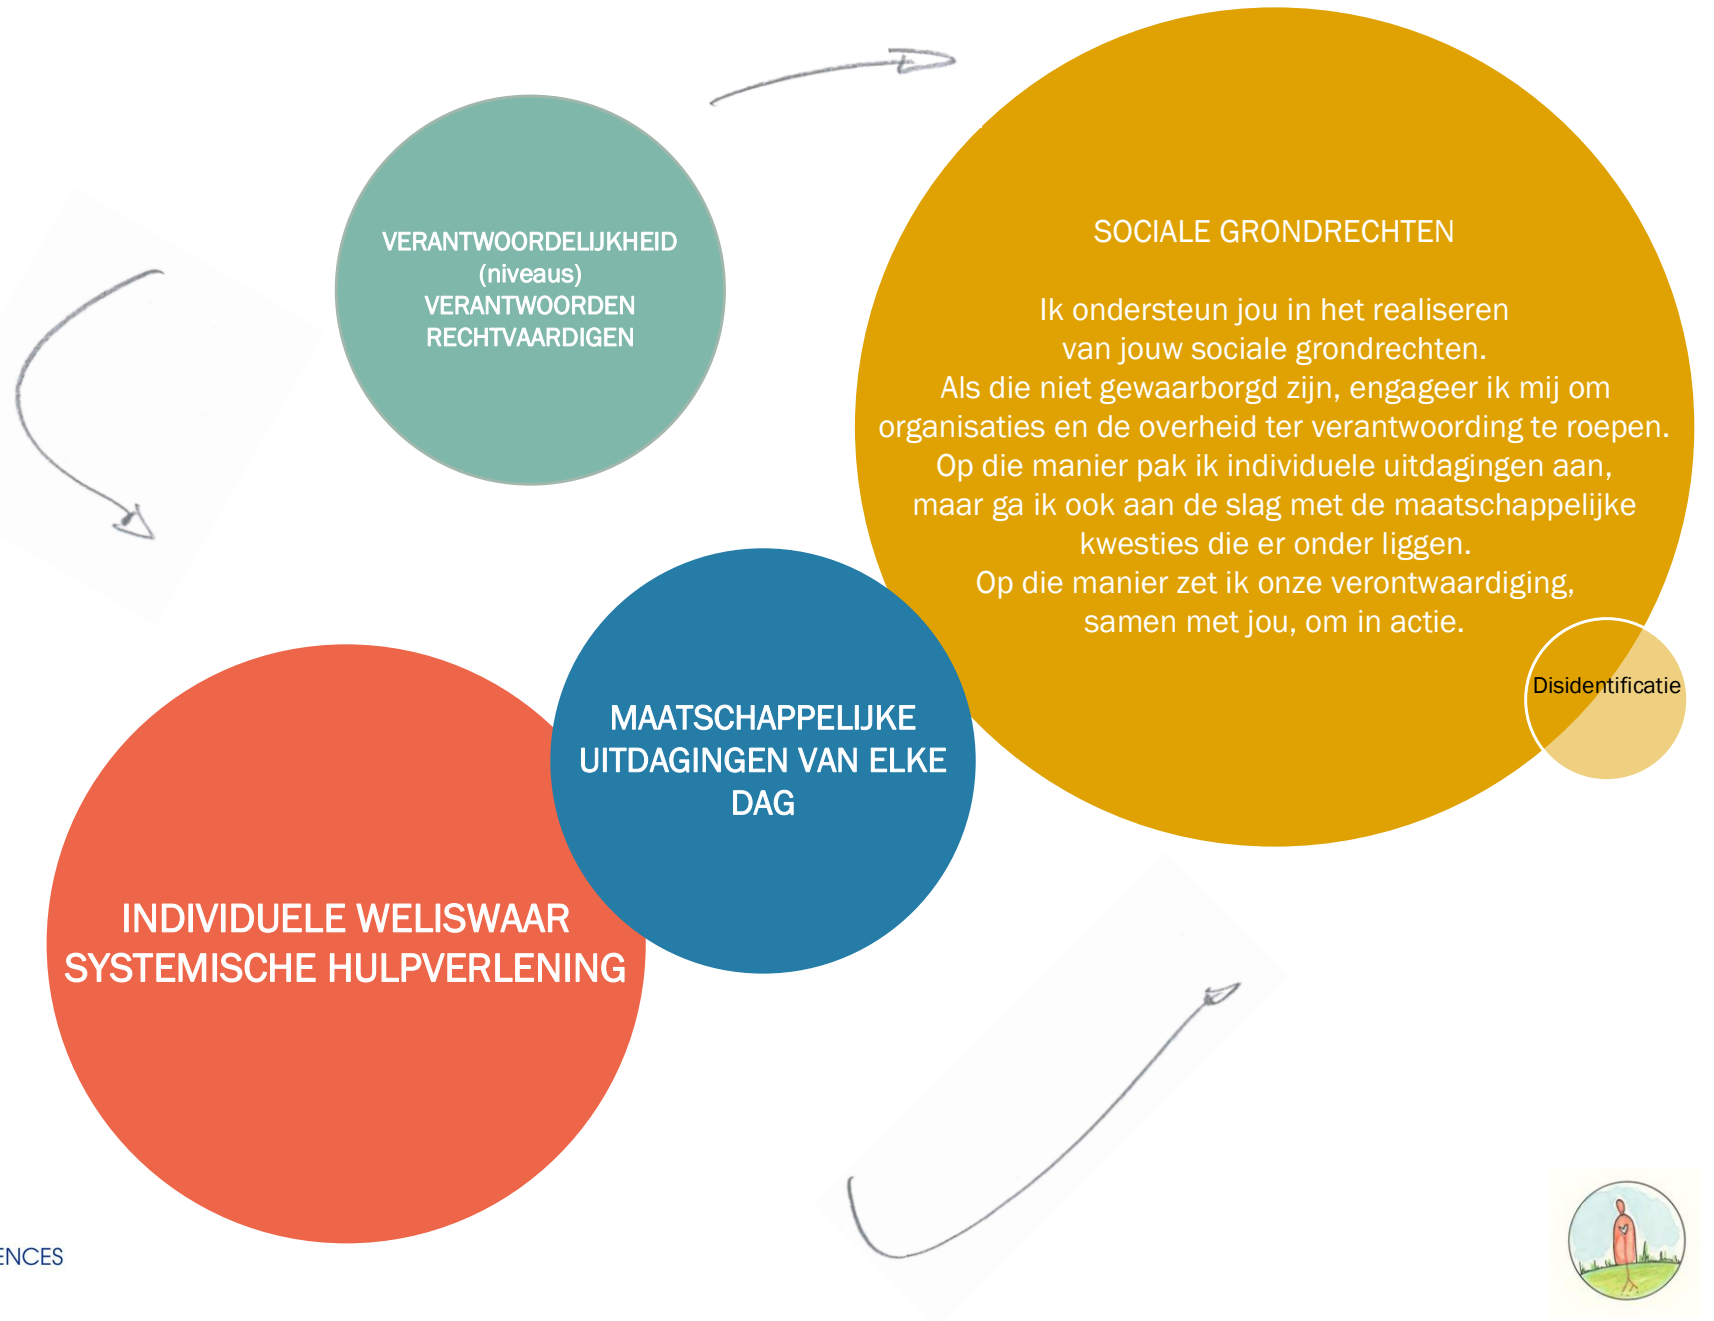 VERANTWOORDELIJKHEID
(niveaus)
VERANTWOORDEN
RECHTVAARDIGEN
SOCIALE GRONDRECHTEN
Ik ondersteun jou in het realiseren
van jouw sociale grondrechten.
Als die niet gewaarborgd zijn, engageer ik mij om
organisaties en de overheid ter verantwoording te roepen.
Op die manier pak ik individuele uitdagingen aan,
maar ga ik ook aan de slag met de maatschappelijke
kwesties die er onder liggen.
Op die manier zet ik onze verontwaardiging,
samen met jou, om in actie.
Disidentificatie
MAATSCHAPPELIJKE
UITDAGINGEN VAN ELKE
DAG
INDIVIDUELE WELISWAAR
SYSTEMISCHE HULPVERLENING
ENCES